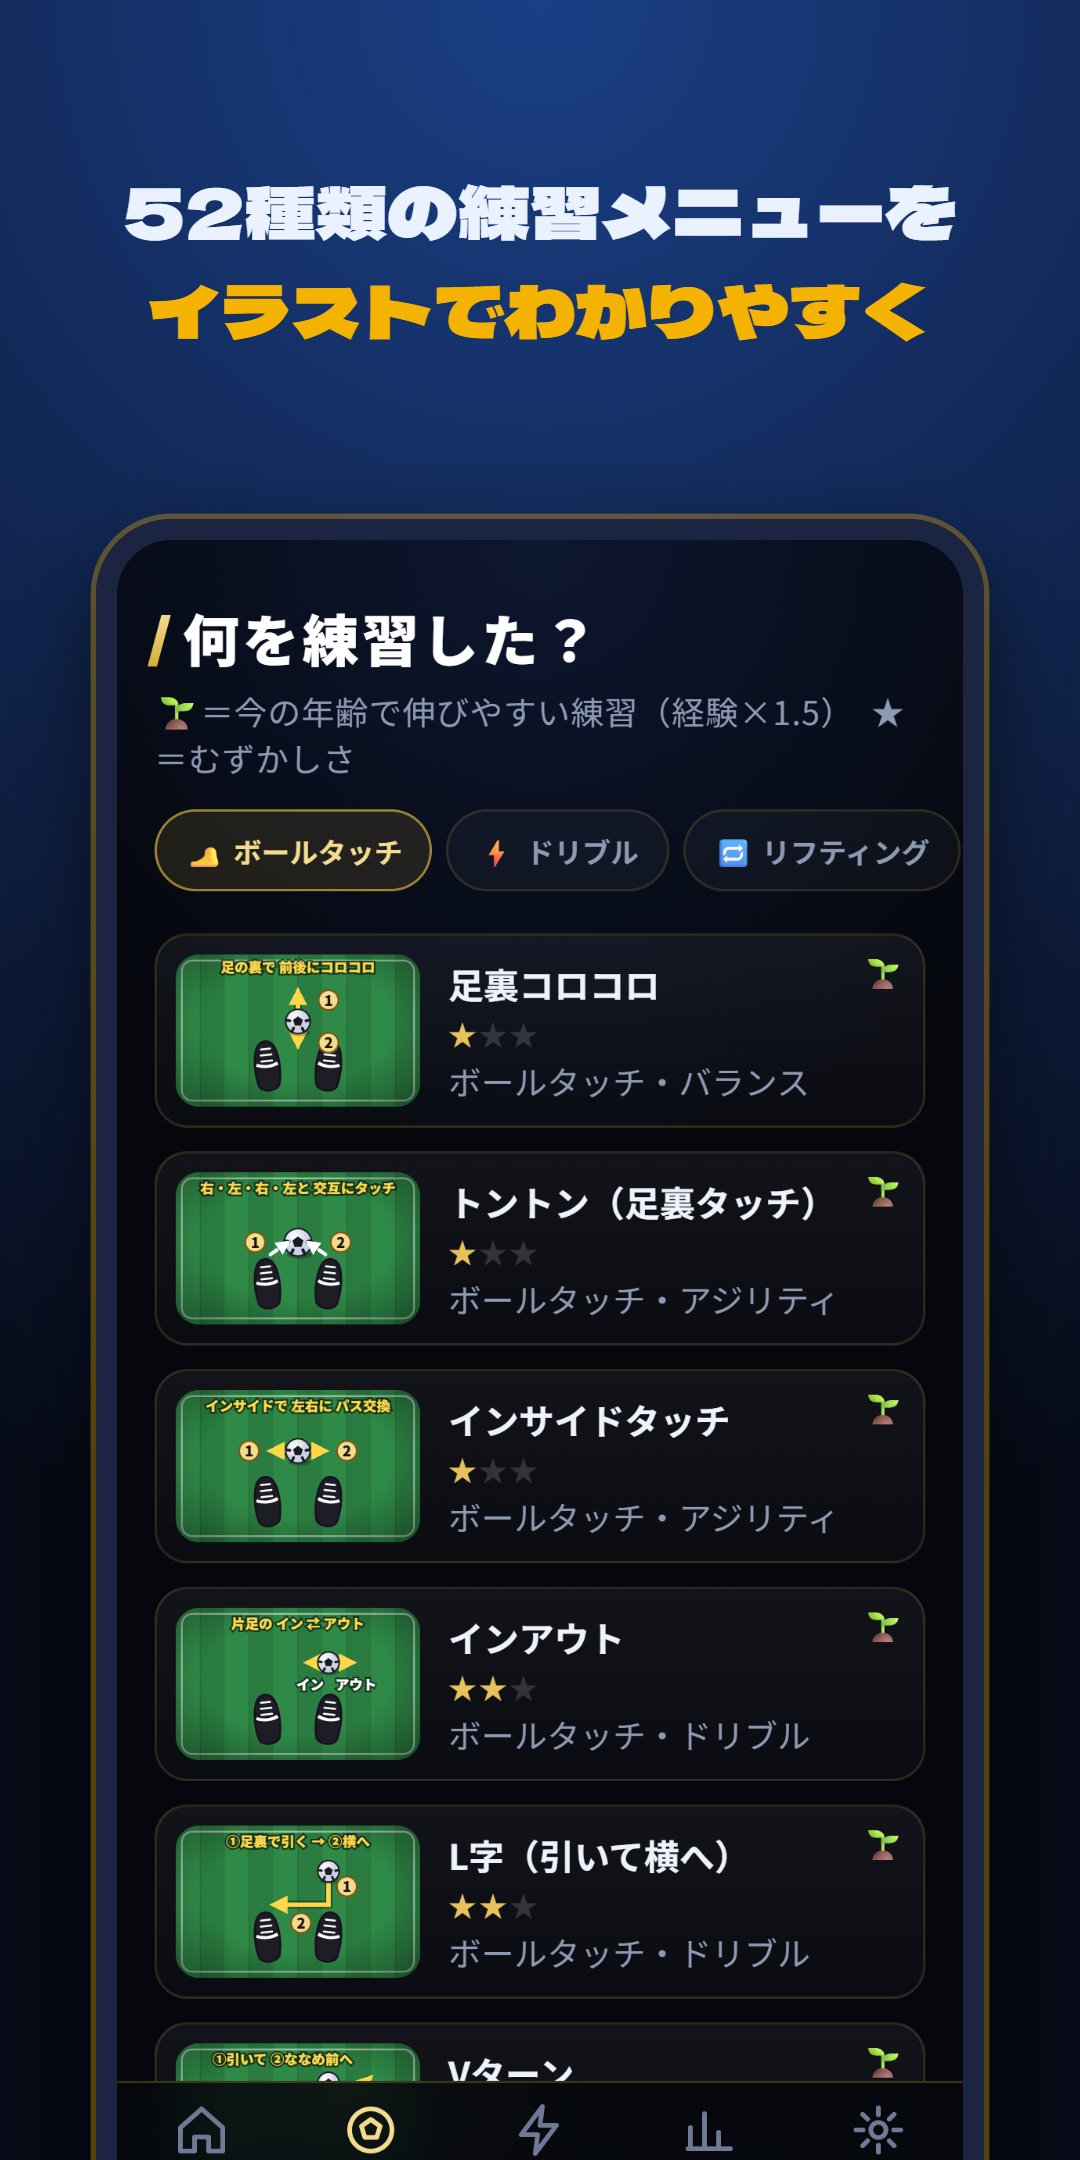 52種類の練習メニューを
イラストでわかりやすく
何を練習した？
🌱＝今の年齢で伸びやすい練習（経験×1.5） ★
＝むずかしさ
ボールタッチ
ドリブル
リフティング
足の裏で 前後にコロコロ
1
2
足裏コロコロ
★★★
ボールタッチ・バランス
右・左・右・左と 交互にタッチ
1
2
トントン（足裏タッチ）
★★★
ボールタッチ・アジリティ
インサイドで 左右に パス交換
1
2
インサイドタッチ
★★★
ボールタッチ・アジリティ
片足の イン ⇄ アウト
イン アウト
インアウト
★★★
ボールタッチ・ドリブル
①足裏で引く → ②横へ
1
2
L字（引いて横へ）
★★★
ボールタッチ・ドリブル
①引いて ②ななめ前へ
Vターン